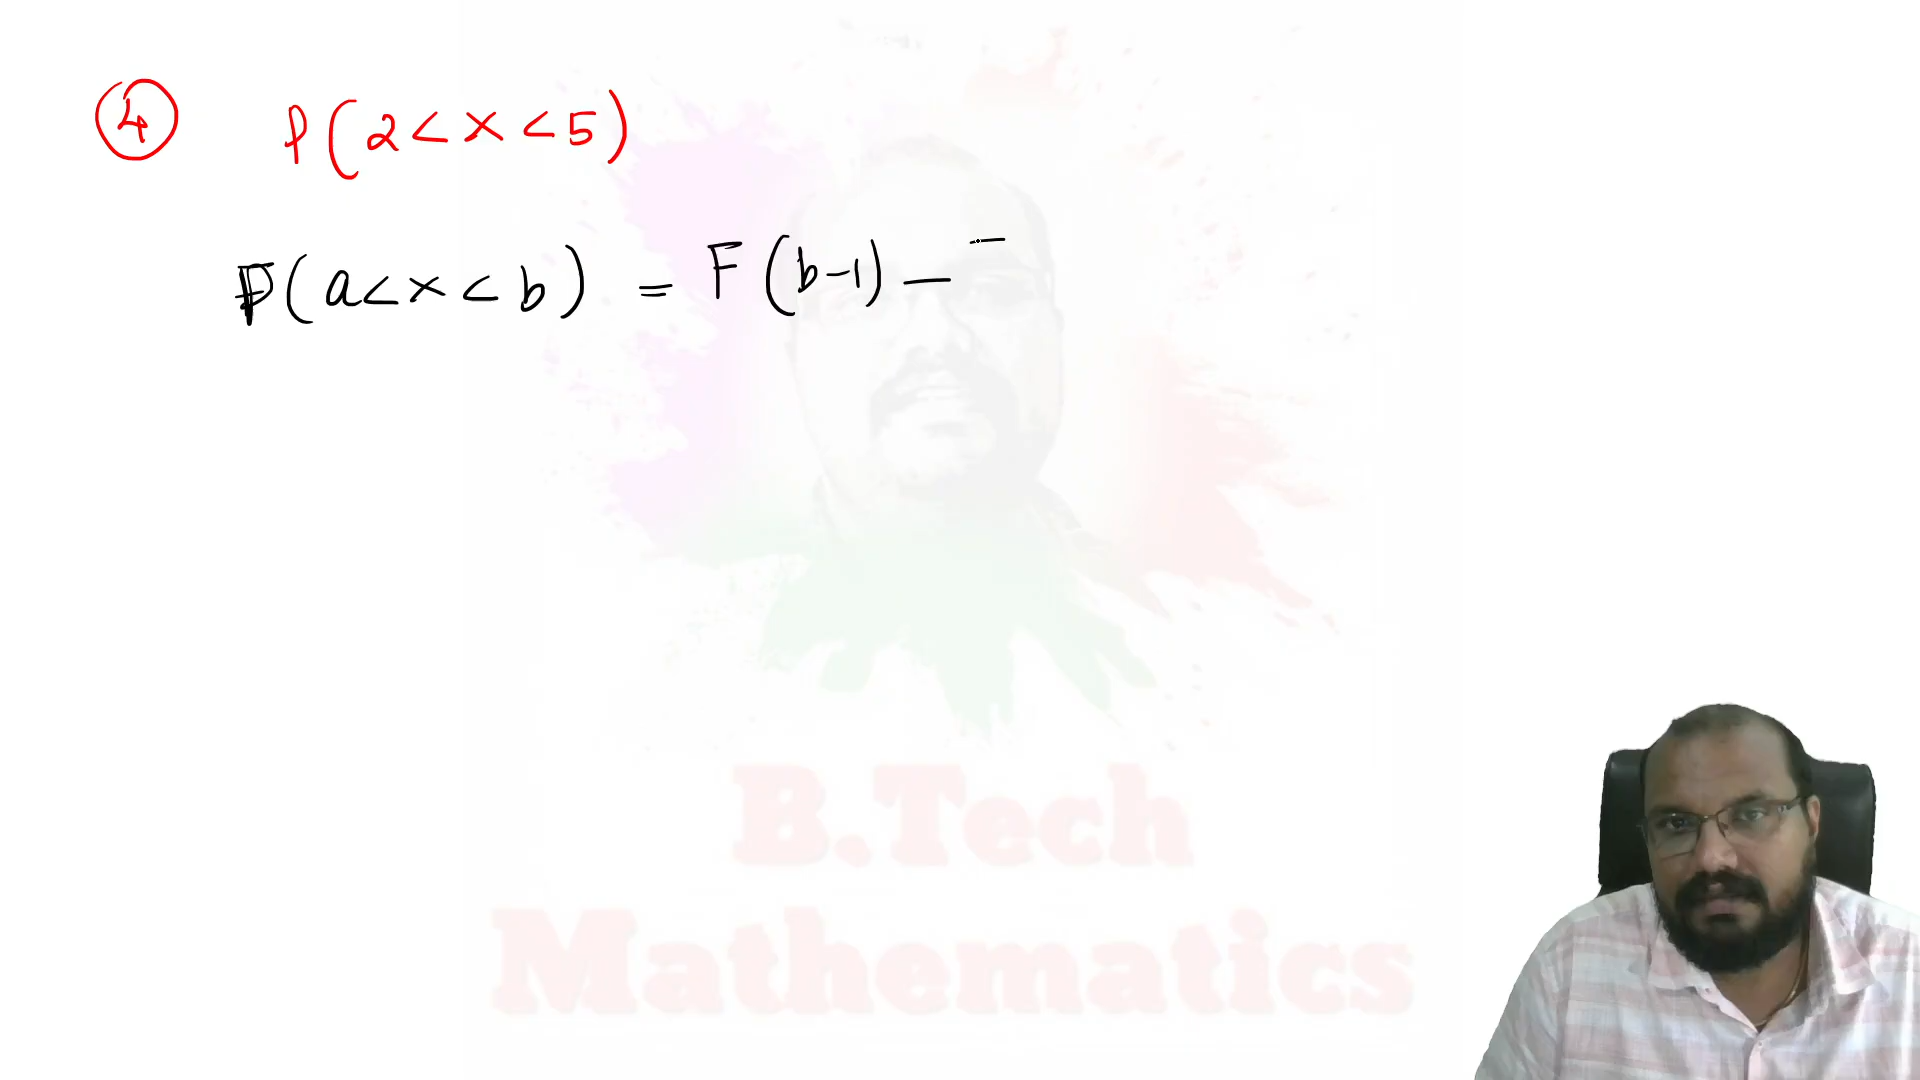 4 P(2<x<5)
P(a<x<b) = F(b-1) –
B.Tech
Mathematics